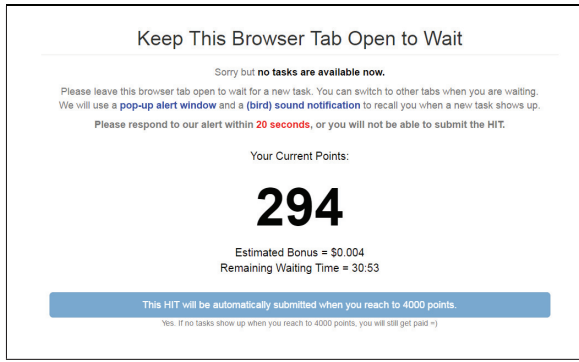 Keep This Browser Tab Open to Wait
Sorry but no tasks are available now.
Please leave this browser tab open to wait for a new task. You can switch to other tabs when you are waiting.
We will use a pop-up alert window and a (bird) sound notification to recall you when a new task shows up.
Please respond to our alert within 20 seconds, or you will not be able to submit the HIT.
Your Current Points:
294
Estimated Bonus = $0.004
Remaining Waiting Time = 30:53
This HIT will be automatically submitted when you reach to 4000 points.
Yes. If no tasks show up when you reach to 4000 points, you will still get paid =)